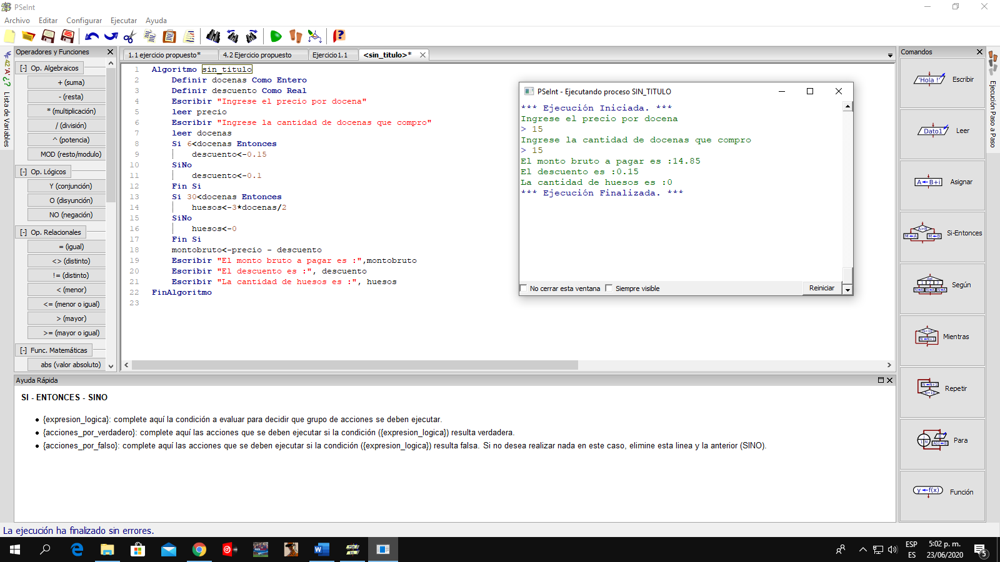 PSeInt
Archivo Editar Configurar Ejecutar Ayuda
Operadores y Funciones
[-] Op. Algebraicos
+ (suma)
- (resta)
* (multiplicación)
/ (división)
^ (potencia)
MOD (resto/modulo)
[-] Op. Lógicos
Y (conjunción)
O (disyunción)
NO (negación)
[-] Op. Relacionales
= (igual)
<> (distinto)
!= (distinto)
< (menor)
<= (menor o igual)
> (mayor)
>= (mayor o igual)
[-] Func. Matemáticas
abs (valor absoluto)
Lista de Variables
1.1 ejercicio propuesto* 4.2 Ejercicio propuesto Ejercicio1.1 <sin_titulo>*
1 Algoritmo sin_titulo
2 Definir docenas Como Entero
3 Definir descuento Como Real
4 Escribir "Ingrese el precio por docena"
5 leer precio
6 Escribir "Ingrese la cantidad de docenas que compro"
7 leer docenas
8 Si 6<docenas Entonces
9 descuento<-0.15
10 SiNo
11 descuento<-0.1
12 Fin Si
13 Si 30<docenas Entonces
14 huesos<-3*docenas/2
15 SiNo
16 huesos<-0
17 Fin Si
18 montobruto<-precio - descuento
19 Escribir "El monto bruto a pagar es :",montobruto
20 Escribir "El descuento es :", descuento
21 Escribir "La cantidad de huesos es :", huesos
22 FinAlgoritmo
23
PSeInt - Ejecutando proceso SIN_TITULO
*** Ejecución Iniciada. ***
Ingrese el precio por docena
> 15
Ingrese la cantidad de docenas que compro
> 15
El monto bruto a pagar es :14.85
El descuento es :0.15
La cantidad de huesos es :0
*** Ejecución Finalizada. ***
No cerrar esta ventana Siempre visible Reiniciar
Comandos
'Hola !' Escribir
Dato1 Leer
A←B+i Asignar
A>B M←A M←B Si-Entonces
Según
Mientras
Repetir
Para
y←f(x) Función
Ejecución Paso a Paso
Ayuda Rápida
SI - ENTONCES - SINO
• {expresion_logica}: complete aquí la condición a evaluar para decidir que grupo de acciones se deben ejecutar.
• {acciones_por_verdadero}: complete aquí las acciones que se deben ejecutar si la condición ({expresion_logica}) resulta verdadera.
• {acciones_por_falso}: complete aquí las acciones que se deben ejecutar si la condición ({expresion_logica}) resulta falsa. Si no desea realizar nada en este caso, elimine esta linea y la anterior (SINO).
La ejecución ha finalizado sin errores.
ESP 5:02 p. m.
ES 23/06/2020
5